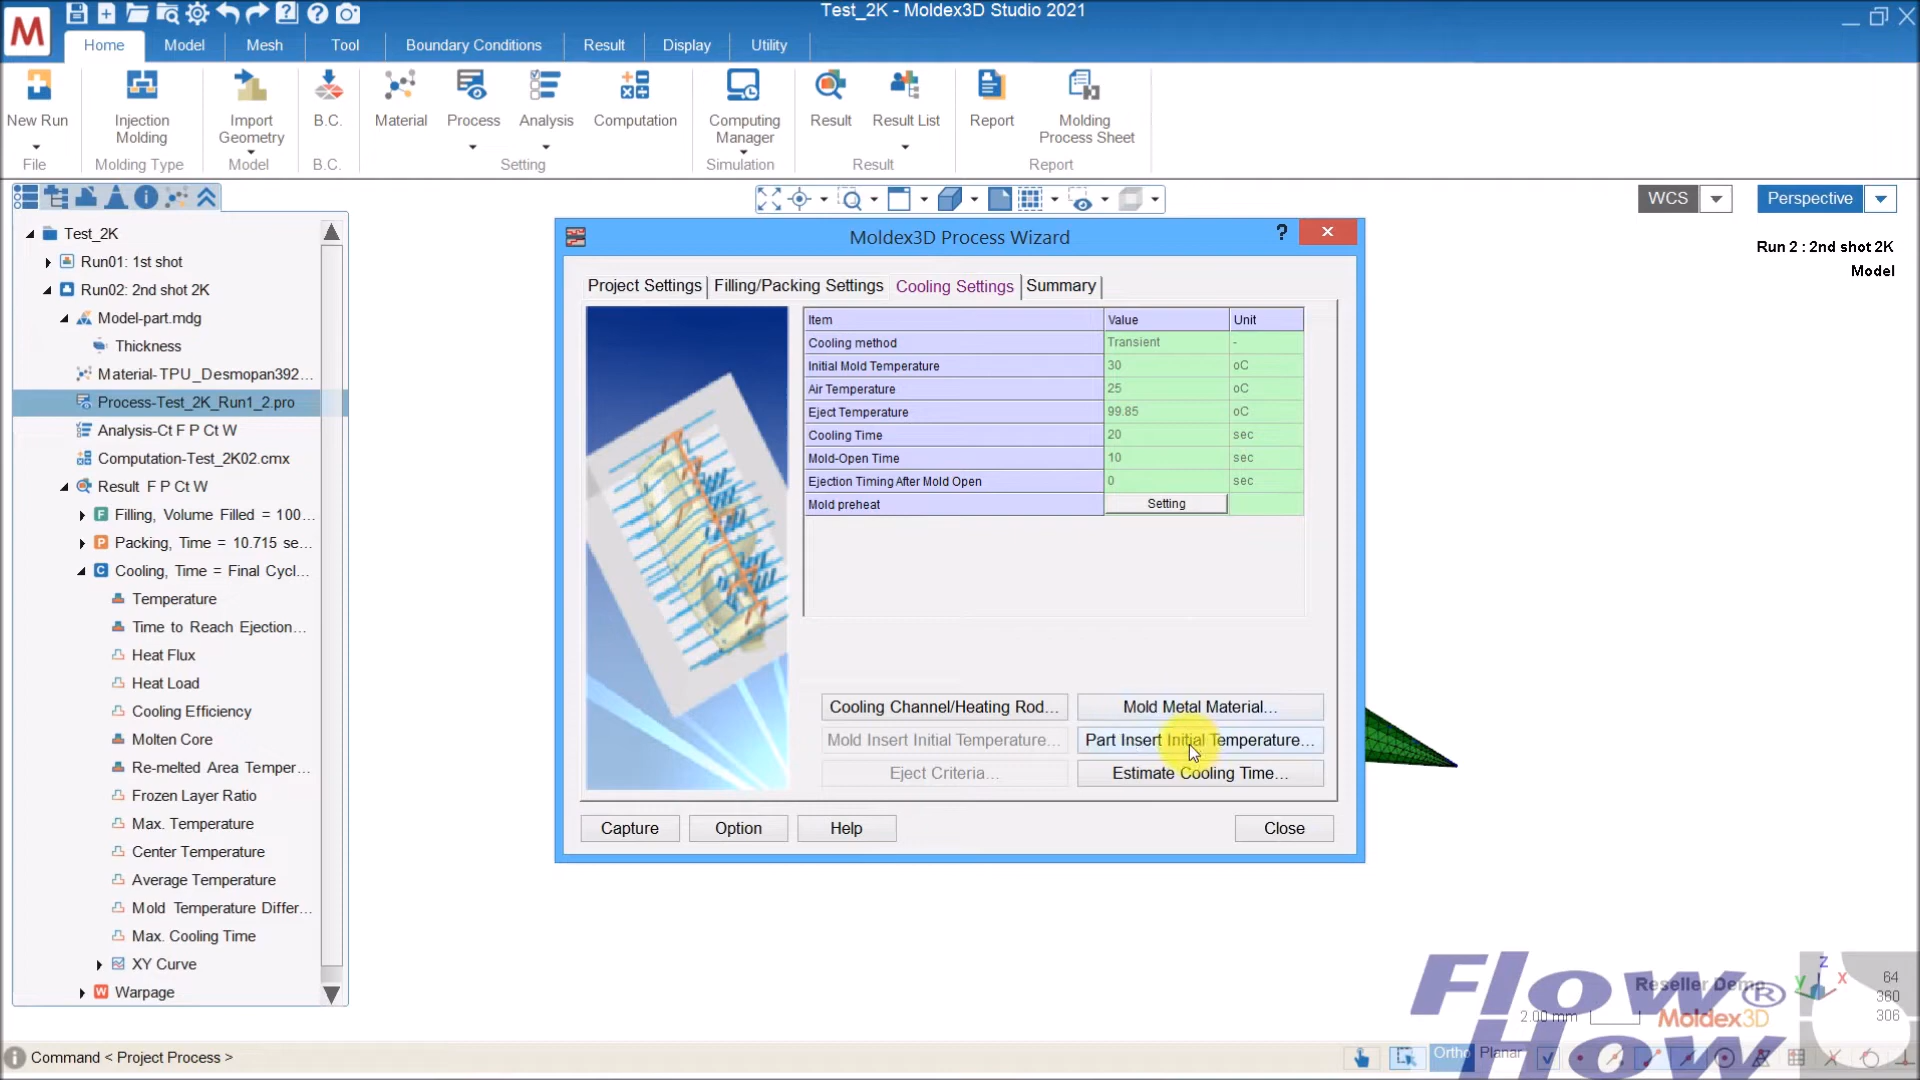 Test_2K - Moldex3D Studio 2021
Home Model Mesh Tool Boundary Conditions Result Display Utility
New Run
Injection Molding
Import Geometry
B.C.
Material
Process
Analysis
Computation
Computing Manager
Result
Result List
Report
Molding Process Sheet
File Molding Type Model B.C. Setting Simulation Result Report
WCS
Perspective
Run 2 : 2nd shot 2K
Model
Test_2K
Run01: 1st shot
Run02: 2nd shot 2K
Model-part.mdg
Thickness
Material-TPU_Desmopan392...
Process-Test_2K_Run1_2.pro
Analysis-Ct F P Ct W
Computation-Test_2K02.cmx
Result F P Ct W
F Filling, Volume Filled = 100...
P Packing, Time = 10.715 se...
C Cooling, Time = Final Cycl...
Temperature
Time to Reach Ejection...
Heat Flux
Heat Load
Cooling Efficiency
Molten Core
Re-melted Area Temper...
Frozen Layer Ratio
Max. Temperature
Center Temperature
Average Temperature
Mold Temperature Differ...
Max. Cooling Time
XY Curve
W Warpage
Moldex3D Process Wizard
Project Settings Filling/Packing Settings Cooling Settings Summary
Item Value Unit
Cooling method Transient -
Initial Mold Temperature 30 oC
Air Temperature 25 oC
Eject Temperature 99.85 oC
Cooling Time 20 sec
Mold-Open Time 10 sec
Ejection Timing After Mold Open 0 sec
Mold preheat Setting
Cooling Channel/Heating Rod... Mold Metal Material...
Mold Insert Initial Temperature... Part Insert Initial Temperature...
Eject Criteria... Estimate Cooling Time...
Capture Option Help Close
Flow®
How
Reseller Demo
Moldex3D
2.00 mm
Z
Y
X
64
360
306
Command < Project Process >
Ortho Planar